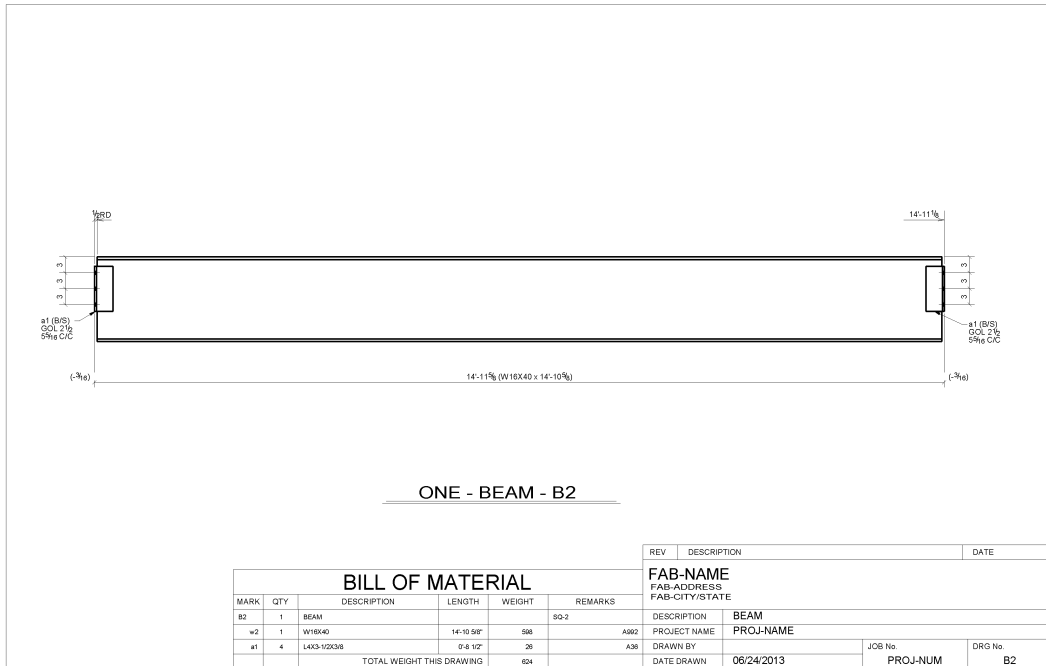 ½RD
14'-11⅛
3
3
3
3
3
3
a1 (B/S)
GOL 2½
5⁵⁄₁₆ C/C
a1 (B/S)
GOL 2½
5⁵⁄₁₆ C/C
(-³⁄₁₆)
14'-11⅝ (W16X40 x 14'-10⅝)
(-³⁄₁₆)
ONE - BEAM - B2
REV DESCRIPTION DATE
BILL OF MATERIAL
MARK QTY DESCRIPTION LENGTH WEIGHT REMARKS
B2 1 BEAM SQ-2
w2 1 W16X40 14'-10 5/8" 598 A992
a1 4 L4X3-1/2X3/8 0'-8 1/2" 26 A36
TOTAL WEIGHT THIS DRAWING 624
FAB-NAME
FAB-ADDRESS
FAB-CITY/STATE
DESCRIPTION BEAM
PROJECT NAME PROJ-NAME
DRAWN BY
DATE DRAWN 06/24/2013
JOB No.
PROJ-NUM
DRG No.
B2